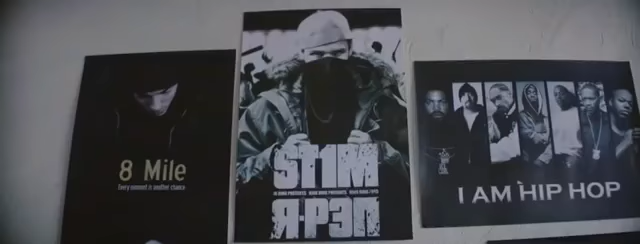 8 Mile
Every moment is another chance
ST1M
Я-РЭП
I AM HIP HOP